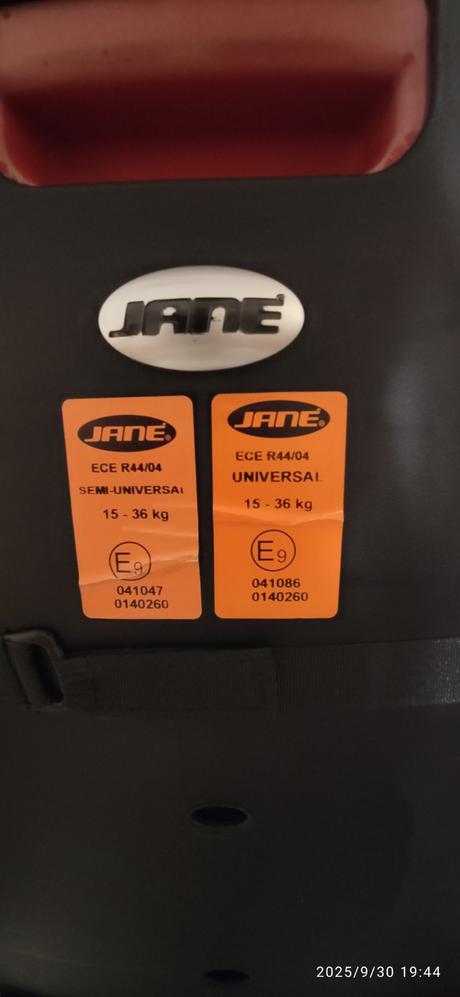 JANÉ
JANÉ®
ECE R44/04
SEMI-UNIVERSAL
15 - 36 kg
E9
041047
0140260
JANÉ®
ECE R44/04
UNIVERSAL
15 - 36 kg
E9
041086
0140260
2025/9/30 19:44